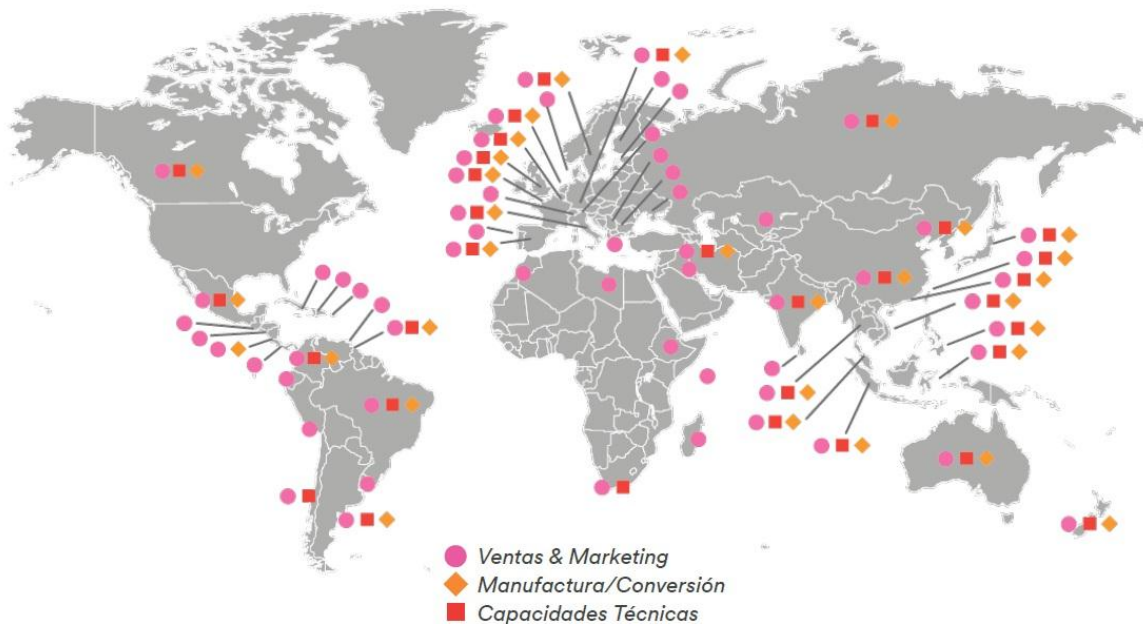 Ventas & Marketing
Manufactura/Conversión
Capacidades Técnicas